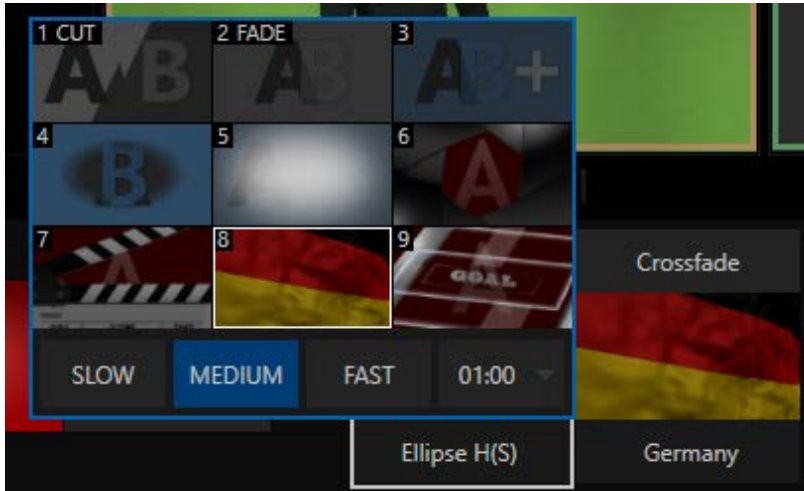 1 CUT
2 FADE
3
A B
A B
AB+
4
5
6
B
A
A
7
8
9
A
GOAL
A
Crossfade
SLOW
MEDIUM
FAST
01:00
Ellipse H(S)
Germany